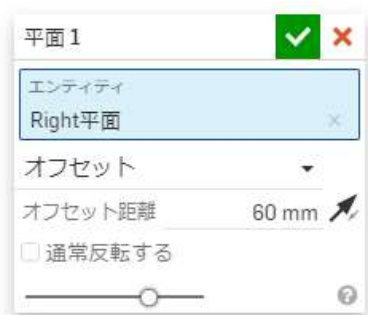 平面 1
エンティティ
Right平面
オフセット
オフセット距離 60 mm
通常反転する